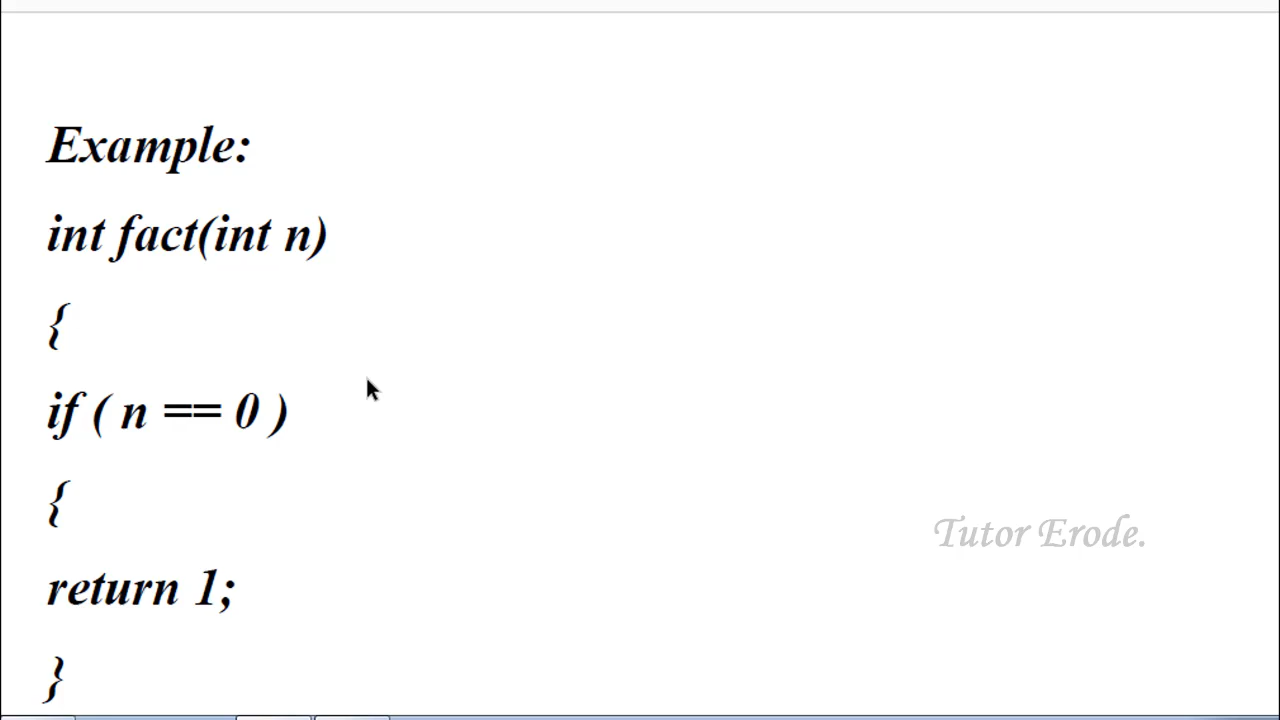 Example:
int fact(int n)
{
if ( n == 0 )
{
return 1;
}
Tutor Erode.